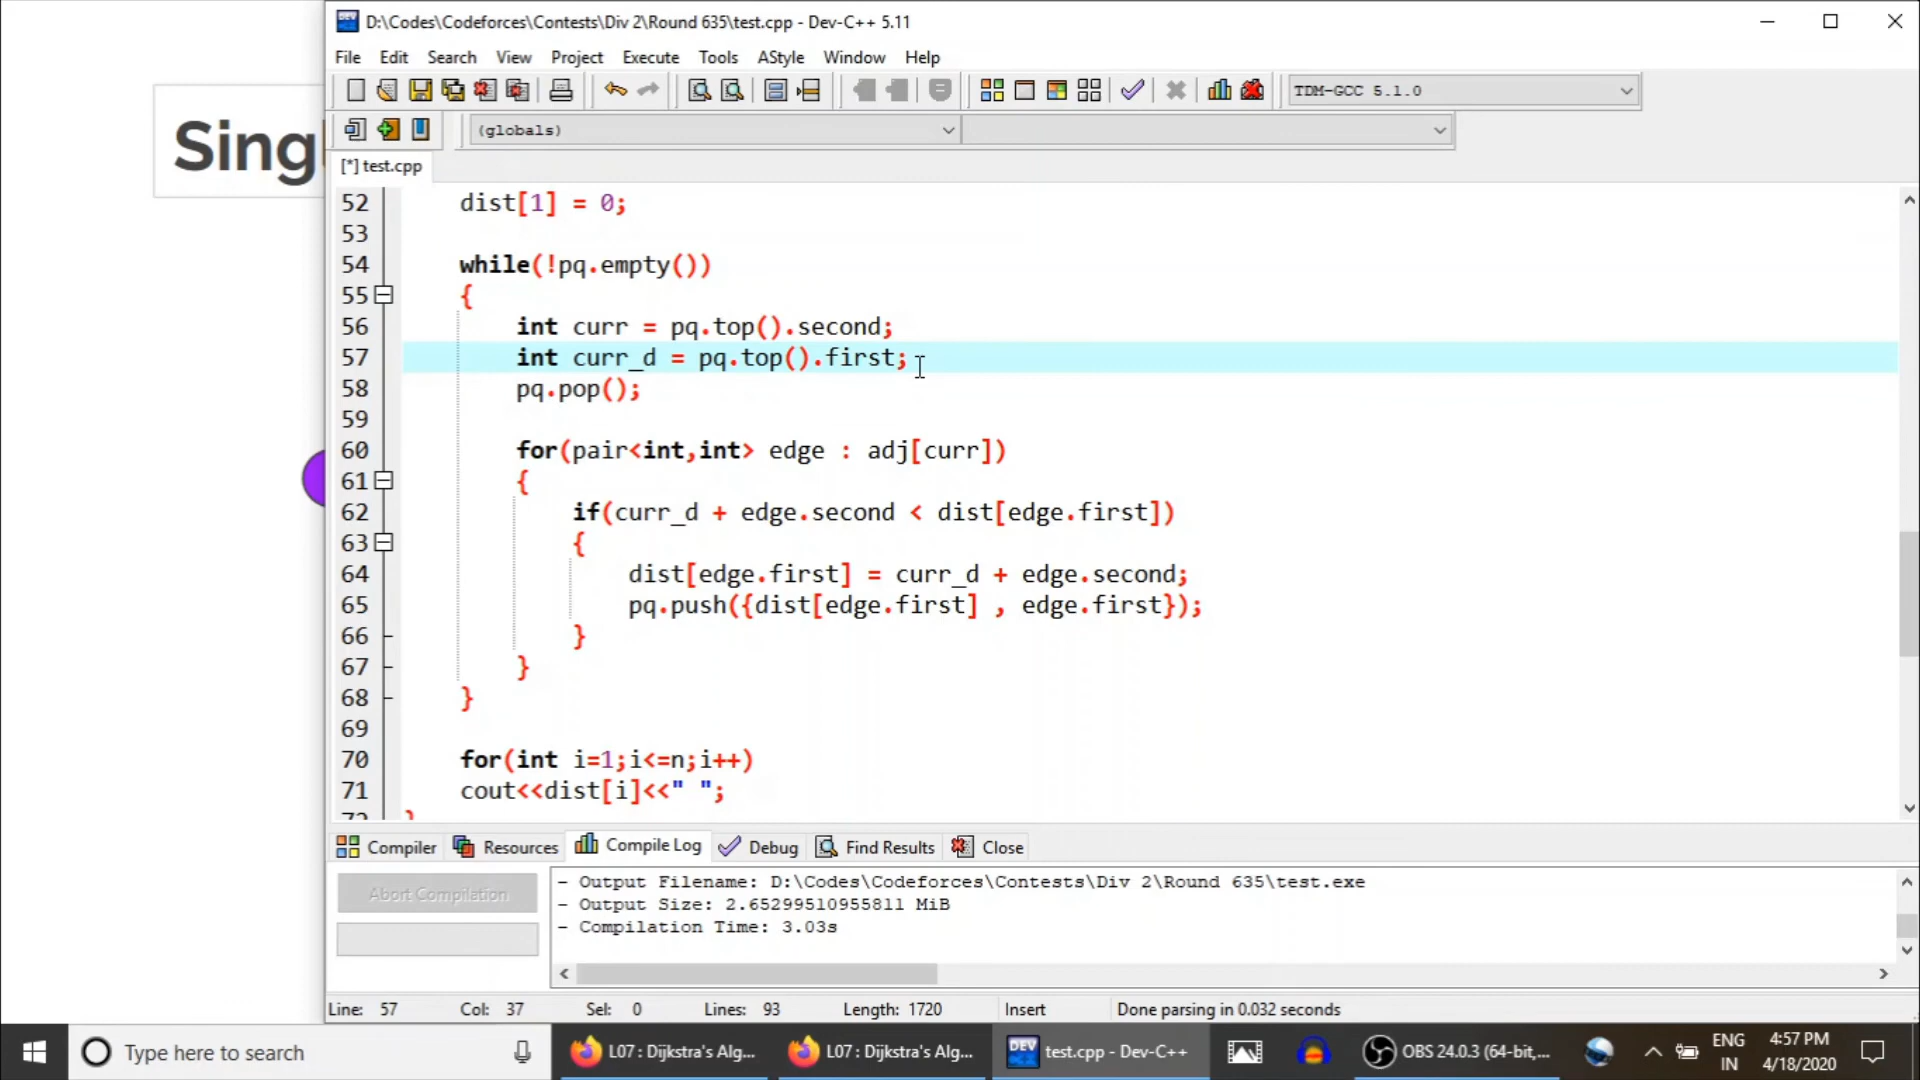 D:\Codes\Codeforces\Contests\Div 2\Round 635\test.cpp - Dev-C++ 5.11
File Edit Search View Project Execute Tools AStyle Window Help
TDM-GCC 5.1.0
(globals)
[*] test.cpp
Sing
52 dist[1] = 0;
53
54 while(!pq.empty())
55 {
56 int curr = pq.top().second;
57 int curr_d = pq.top().first;
58 pq.pop();
59
60 for(pair<int,int> edge : adj[curr])
61 {
62 if(curr_d + edge.second < dist[edge.first])
63 {
64 dist[edge.first] = curr_d + edge.second;
65 pq.push({dist[edge.first] , edge.first});
66 }
67 }
68 }
69
70 for(int i=1;i<=n;i++)
71 cout<<dist[i]<<" ";
72 }
Compiler Resources Compile Log Debug Find Results Close
Abort Compilation
- Output Filename: D:\Codes\Codeforces\Contests\Div 2\Round 635\test.exe
- Output Size: 2.65299510955811 MiB
- Compilation Time: 3.03s
Line: 57 Col: 37 Sel: 0 Lines: 93 Length: 1720 Insert Done parsing in 0.032 seconds
Type here to search
DEV
L07 : Dijkstra's Alg... L07 : Dijkstra's Alg... test.cpp - Dev-C++ OBS 24.0.3 (64-bit,...
ENG
IN
4:57 PM
4/18/2020